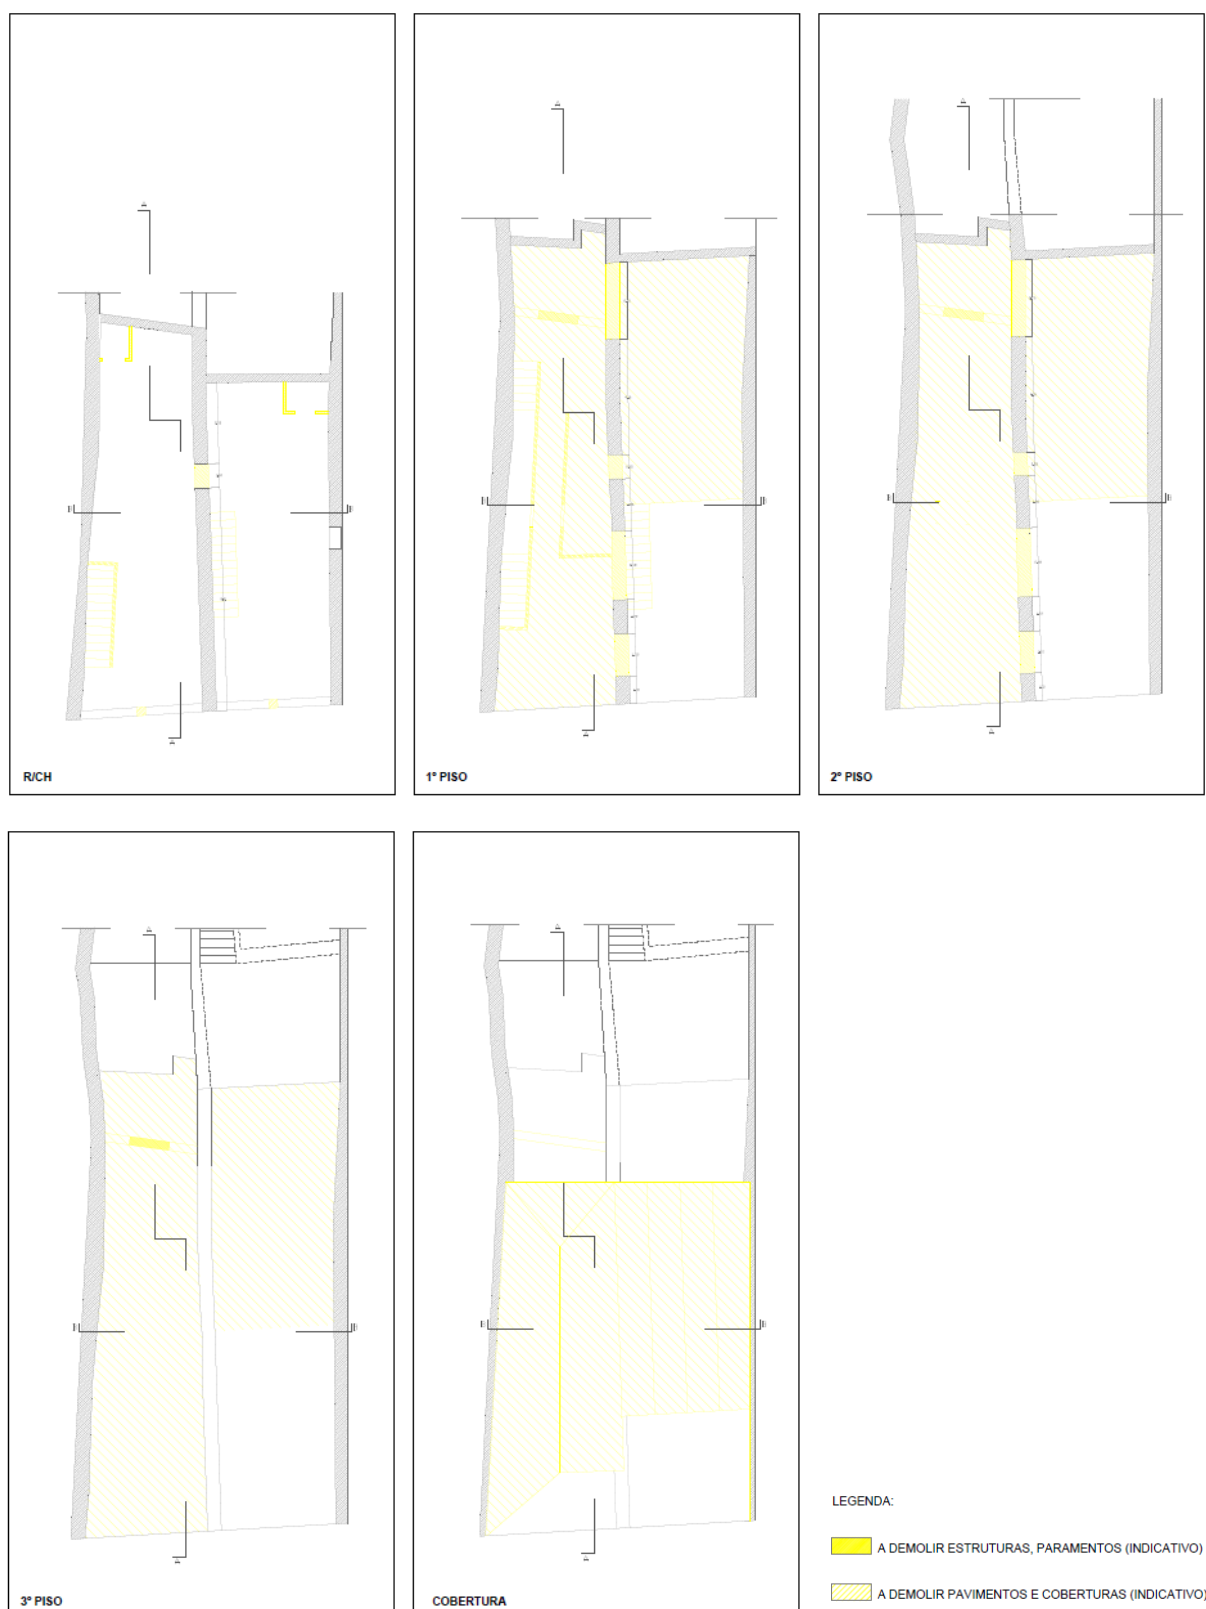 R/CH
1º PISO
2º PISO
3º PISO
COBERTURA
LEGENDA:
A DEMOLIR ESTRUTURAS, PARAMENTOS (INDICATIVO)
A DEMOLIR PAVIMENTOS E COBERTURAS (INDICATIVO)